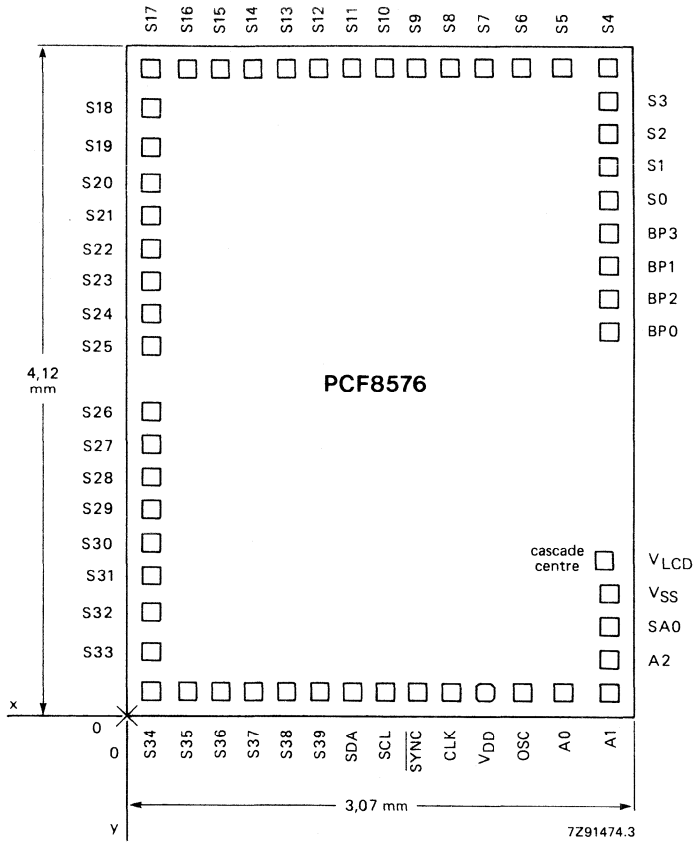 S17 S16 S15 S14 S13 S12 S11 S10 S9 S8 S7 S6 S5 S4
S18
S19
S20
S21
S22
S23
S24
S25
S26
S27
S28
S29
S30
S31
S32
S33
4,12
mm
PCF8576
S3
S2
S1
S0
BP3
BP1
BP2
BP0
cascade
centre
VLCD
VSS
SA0
A2
x
0
0
y
S34 S35 S36 S37 S38 S39 SDA SCL SYNC CLK VDD OSC A0 A1
3,07 mm
7Z91474.3